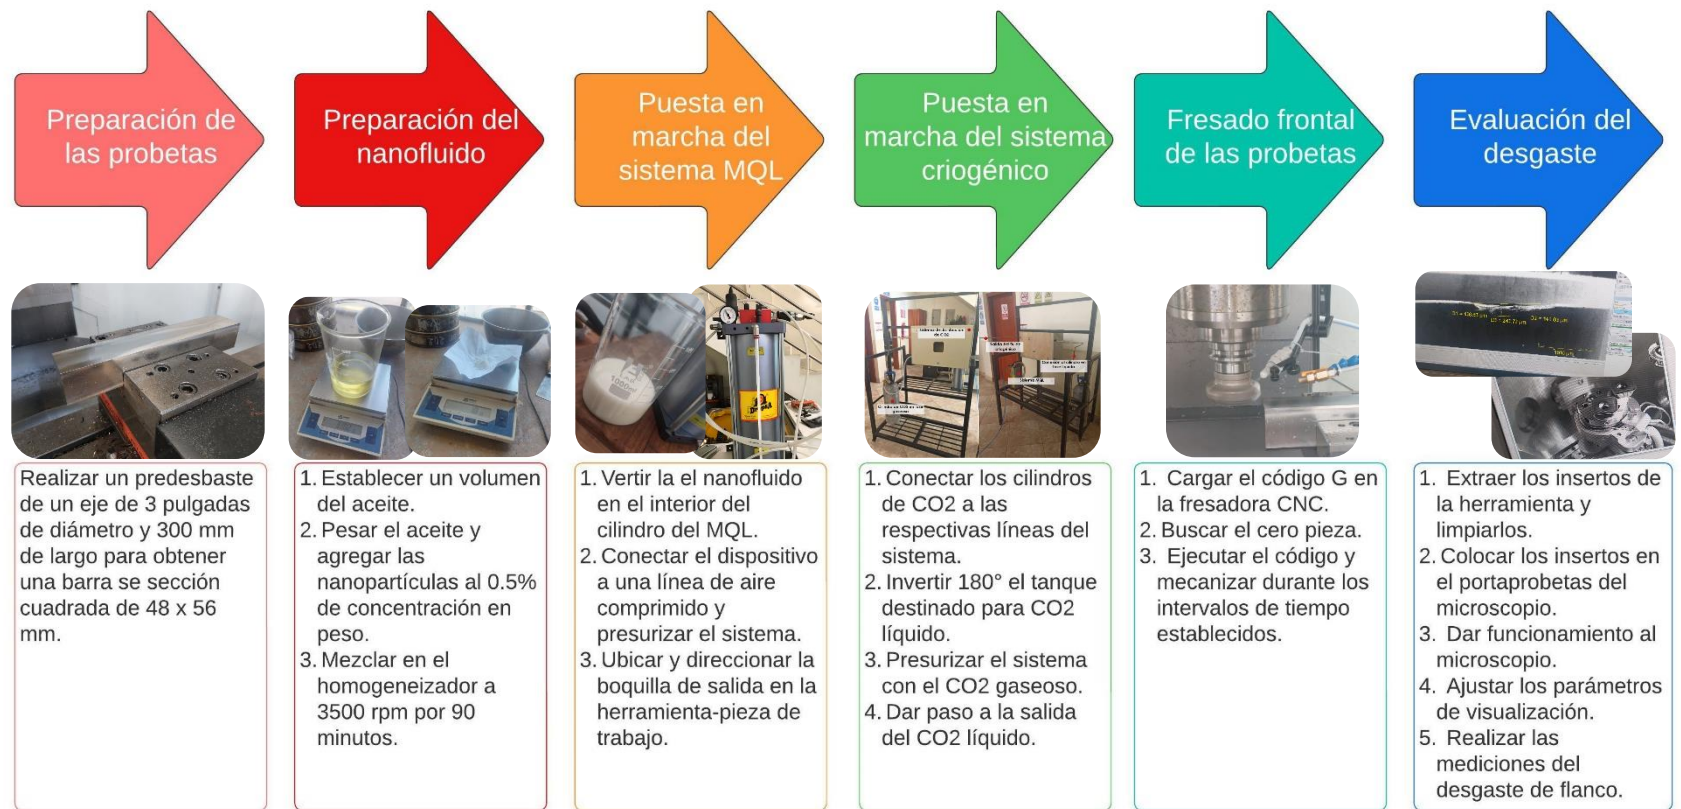 Preparación de
las probetas
Preparación del
nanofluido
Puesta en
marcha del
sistema MQL
Puesta en
marcha del sistema
criogénico
Fresado frontal
de las probetas
Evaluación del
desgaste
Realizar un predesbaste
de un eje de 3 pulgadas
de diámetro y 300 mm
de largo para obtener
una barra se sección
cuadrada de 48 x 56
mm.
1. Establecer un volumen
del aceite.
2. Pesar el aceite y
agregar las
nanopartículas al 0.5%
de concentración en
peso.
3. Mezclar en el
homogeneizador a
3500 rpm por 90
minutos.
1. Vertir la el nanofluido
en el interior del
cilindro del MQL.
2. Conectar el dispositivo
a una línea de aire
comprimido y
presurizar el sistema.
3. Ubicar y direccionar la
boquilla de salida en la
herramienta-pieza de
trabajo.
Sistema MQL
1. Conectar los cilindros
de CO2 a las
respectivas líneas del
sistema.
2. Invertir 180° el tanque
destinado para CO2
líquido.
3. Presurizar el sistema
con el CO2 gaseoso.
4. Dar paso a la salida
del CO2 líquido.
1. Cargar el código G en
la fresadora CNC.
2. Buscar el cero pieza.
3. Ejecutar el código y
mecanizar durante los
intervalos de tiempo
establecidos.
1. Extraer los insertos de
la herramienta y
limpiarlos.
2. Colocar los insertos en
el portaprobetas del
microscopio.
3. Dar funcionamiento al
microscopio.
4. Ajustar los parámetros
de visualización.
5. Realizar las
mediciones del
desgaste de flanco.